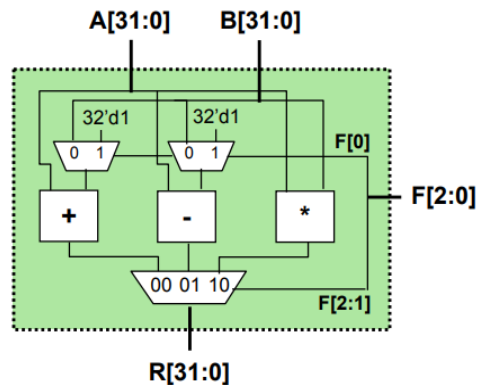 A[31:0] B[31:0]
32'd1 32'd1
0 1 0 1 F[0]
F[2:0]
+ - *
00 01 10
F[2:1]
R[31:0]